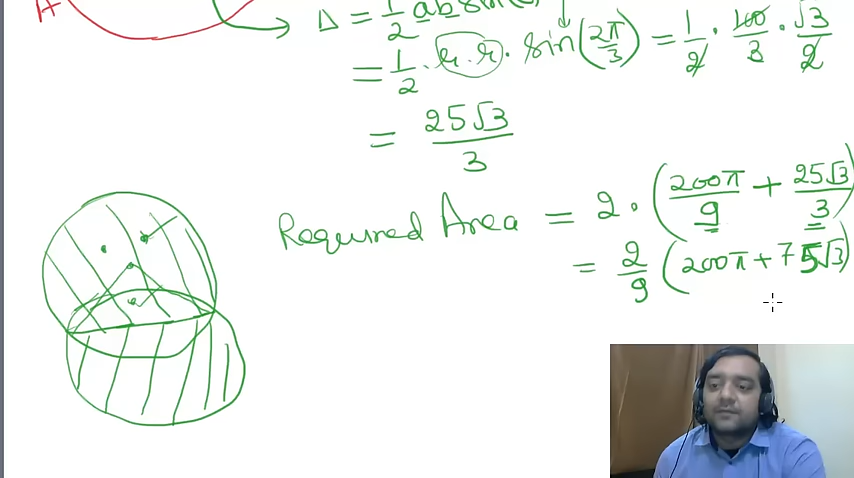 A
Δ = 1/2 ab sin
= 1/2 · r.r. · sin(2π/3) = 1/2 · 100/3 · √3/2
= 25√3/3
Required Area = 2 · (200π/9 + 25√3/3)
= 2/9 (200π + 75√3)